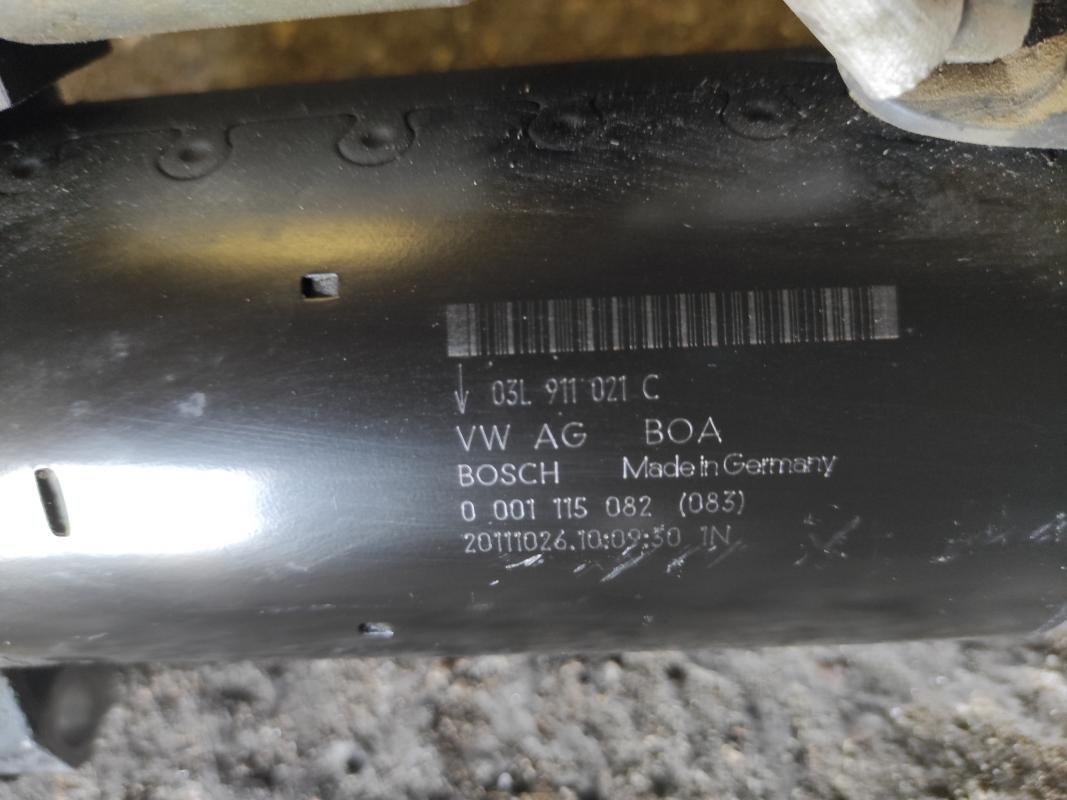 03L 911 021 C
VW AG BOA
BOSCH Made in Germany
0 001 115 082 (083)
20111026.10:09:30 1N